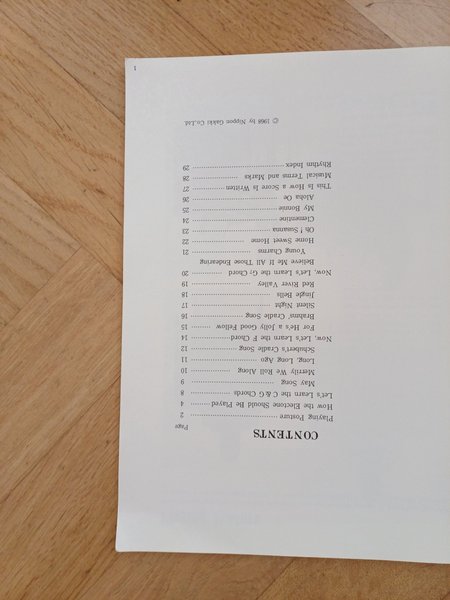 CONTENTS
Page
Playing Posture 2
How the Electone Should Be Played 4
Let's Learn the C & G Chords 8
May Song 9
Merrily We Roll Along 10
Long, Long Ago 11
Schubert's Cradle Song 12
Now, Let's Learn the F Chord 14
For He's a Jolly Good Fellow 15
Brahms' Cradle Song 16
Silent Night 17
Jingle Bells 18
Red River Valley 19
Now, Let's Learn the G7 Chord 20
Believe Me If All Those Endearing
Young Charms 21
Home Sweet Home 22
Oh! Susanna 23
Clementine 24
My Bonnie 25
Aloha Oe 26
This Is How a Score Is Written 27
Musical Terms and Marks 28
Rhythm Index 29
© 1968 by Nippon Gakki Co., Ltd.
1